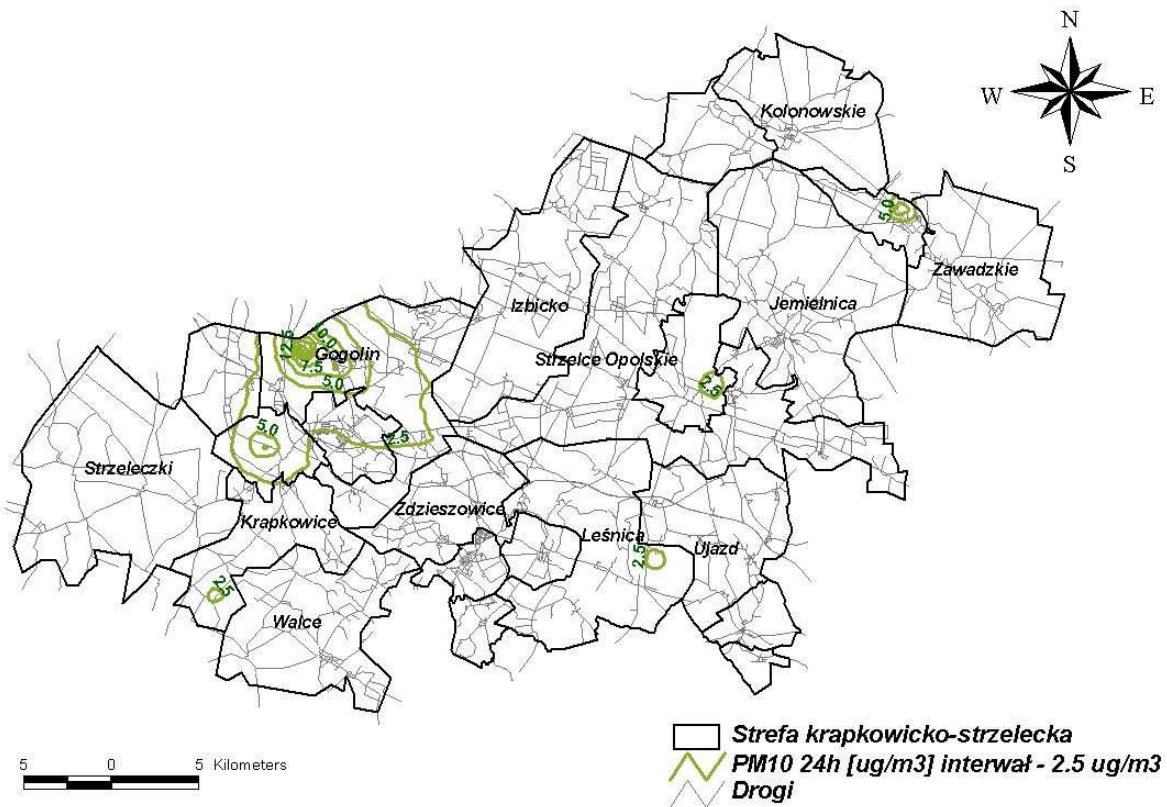 N
W E
S
Kolonowskie
5.0
Zawadzkie
Izbicko
Jemielnica
12.5
Gogolin
7.5
5.0
Strzelce Opolskie
2.5
5.0
2.5
Strzeleczki
Krapkowice
Zdzieszowice
Leśnica
Ujazd
2.5
2.5
Walce
Strefa krapkowicko-strzelecka
5 0 5 Kilometers
PM10 24h [ug/m3] interwał - 2.5 ug/m3
Drogi